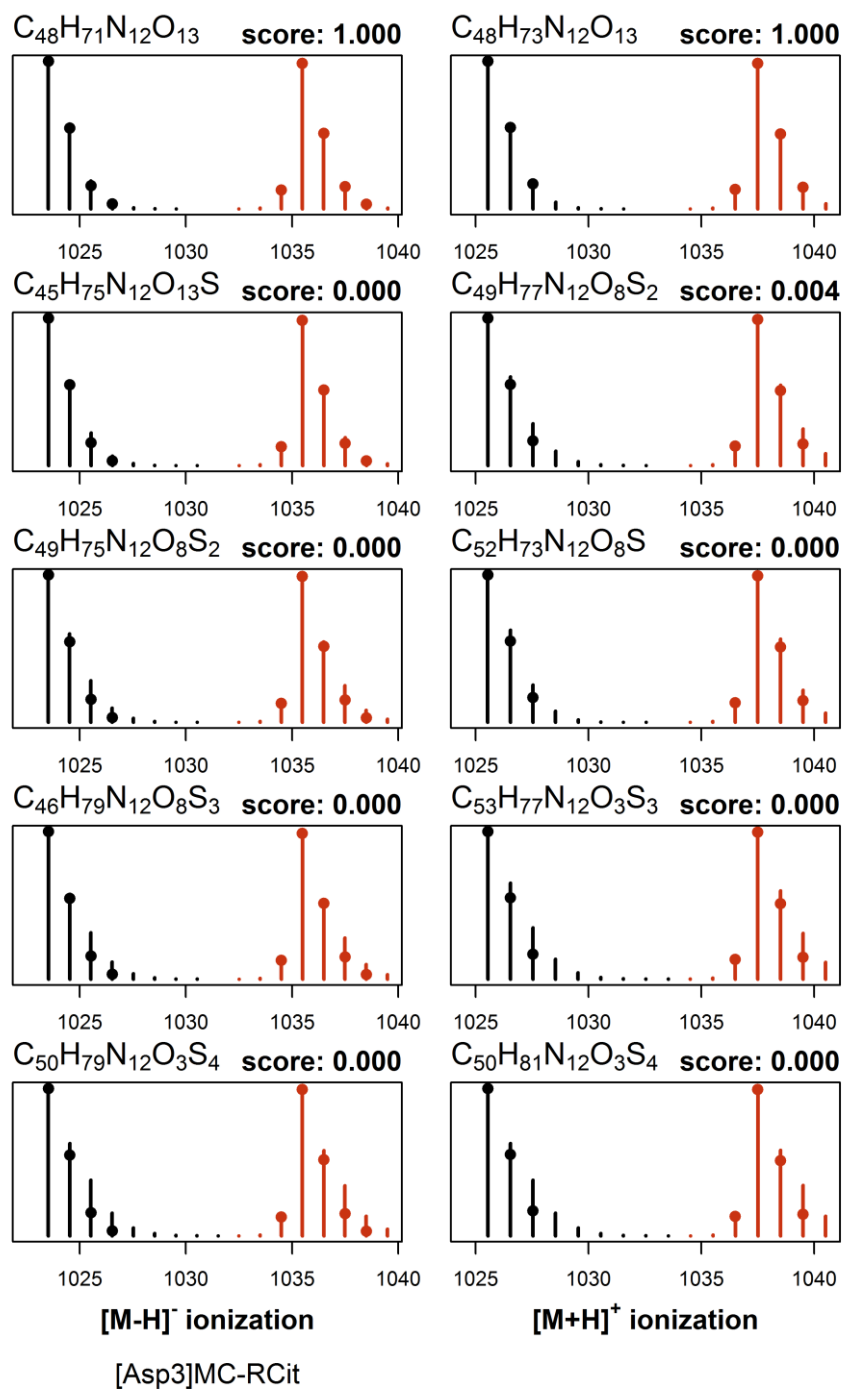 C₄₈H₇₁N₁₂O₁₃ score: 1.000 C₄₈H₇₃N₁₂O₁₃ score: 1.000
1025 1030 1035 1040 1025 1030 1035 1040
C₄₅H₇₅N₁₂O₁₃S score: 0.000 C₄₉H₇₇N₁₂O₈S₂ score: 0.004
1025 1030 1035 1040 1025 1030 1035 1040
C₄₉H₇₅N₁₂O₈S₂ score: 0.000 C₅₂H₇₃N₁₂O₈S score: 0.000
1025 1030 1035 1040 1025 1030 1035 1040
C₄₆H₇₉N₁₂O₈S₃ score: 0.000 C₅₃H₇₇N₁₂O₃S₃ score: 0.000
1025 1030 1035 1040 1025 1030 1035 1040
C₅₀H₇₉N₁₂O₃S₄ score: 0.000 C₅₀H₈₁N₁₂O₃S₄ score: 0.000
1025 1030 1035 1040 1025 1030 1035 1040
[M-H]⁻ ionization [M+H]⁺ ionization
[Asp3]MC-RCit